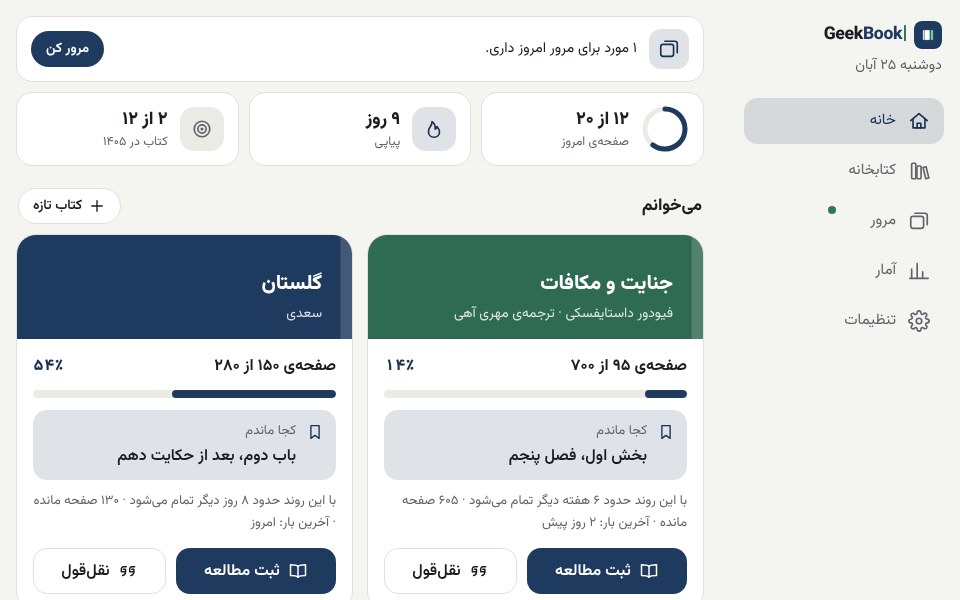 GeekBook
دوشنبه ۲۵ آبان
خانه
کتابخانه
مرور
آمار
تنظیمات
۱ مورد برای مرور امروز داری.
مرور کن
۱۲ از ۲۰
صفحه‌ی امروز
۹ روز
پیاپی
۲ از ۱۲
کتاب در ۱۴۰۵
می‌خوانم
کتاب تازه
جنایت و مکافات
فیودور داستایفسکی · ترجمه‌ی مهری آهی
صفحه‌ی ۹۵ از ۷۰۰
۱۴٪
کجا ماندم
بخش اول، فصل پنجم
با این روند حدود ۶ هفته دیگر تمام می‌شود · ۶۰۵ صفحه
مانده · آخرین بار: ۲ روز پیش
ثبت مطالعه
نقل‌قول
گلستان
سعدی
صفحه‌ی ۱۵۰ از ۲۸۰
۵۴٪
کجا ماندم
باب دوم، بعد از حکایت دهم
با این روند حدود ۸ روز دیگر تمام می‌شود · ۱۳۰ صفحه مانده
· آخرین بار: امروز
ثبت مطالعه
نقل‌قول